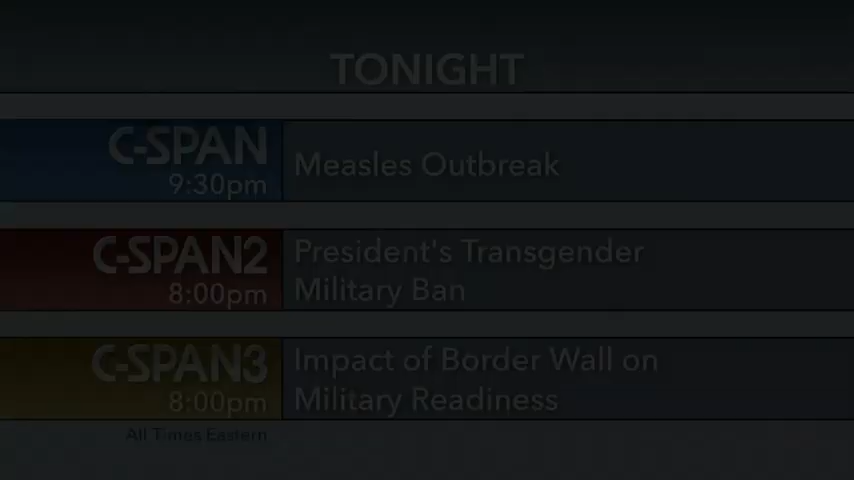 TONIGHT
C-SPAN
9:30pm
Measles Outbreak
C-SPAN2
8:00pm
President's Transgender
Military Ban
C-SPAN3
8:00pm
Impact of Border Wall on
Military Readiness
All Times Eastern